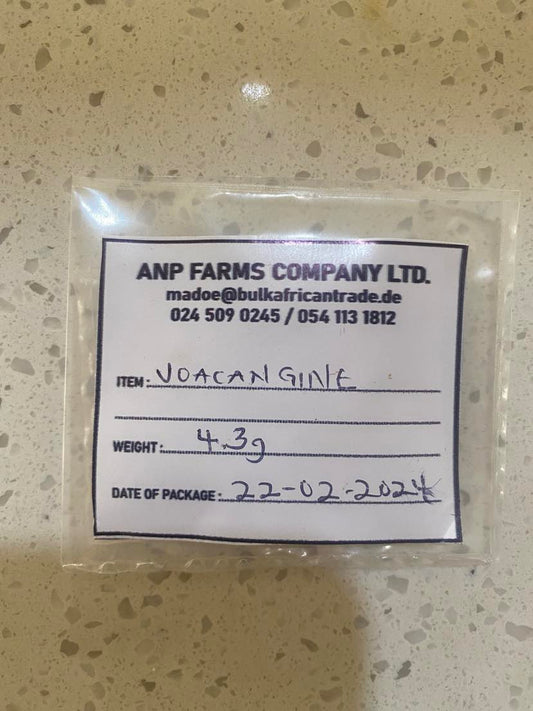 ANP FARMS COMPANY LTD.
madoe@bulkafricantrade.de
024 509 0245 / 054 113 1812
ITEM: VOACANGINE
WEIGHT: 4.3g
DATE OF PACKAGE: 22-02-2024